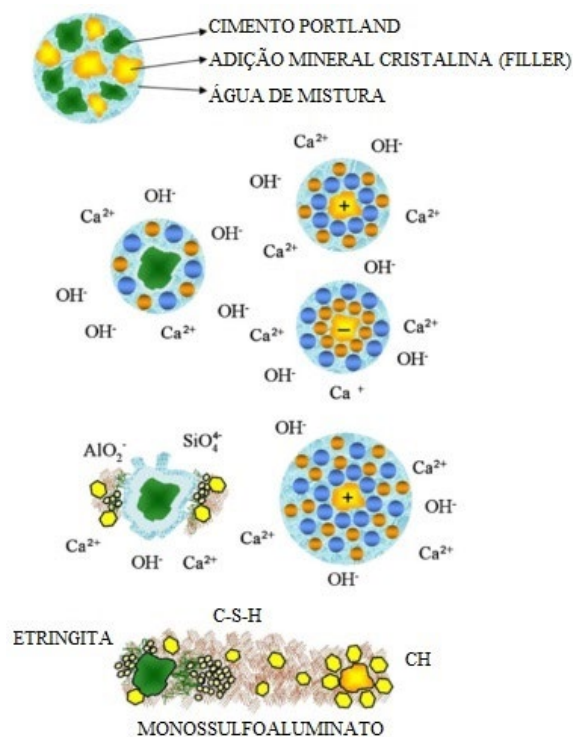 CIMENTO PORTLAND
ADIÇÃO MINERAL CRISTALINA (FILLER)
ÁGUA DE MISTURA
Ca²⁺
OH⁻
OH⁻
Ca²⁺
OH⁻
Ca²⁺
OH⁻
+
Ca²⁺
OH⁻
OH⁻
OH⁻
OH⁻
Ca²⁺
Ca²⁺
OH⁻
–
Ca²⁺
OH⁻
OH⁻
Ca ⁺
AlO₂⁻
SiO₄⁴⁻
Ca²⁺
OH⁻
Ca²⁺
OH⁻
Ca²⁺
+
OH⁻
Ca²⁺
Ca²⁺
OH⁻
C-S-H
ETRINGITA
CH
MONOSSULFOALUMINATO